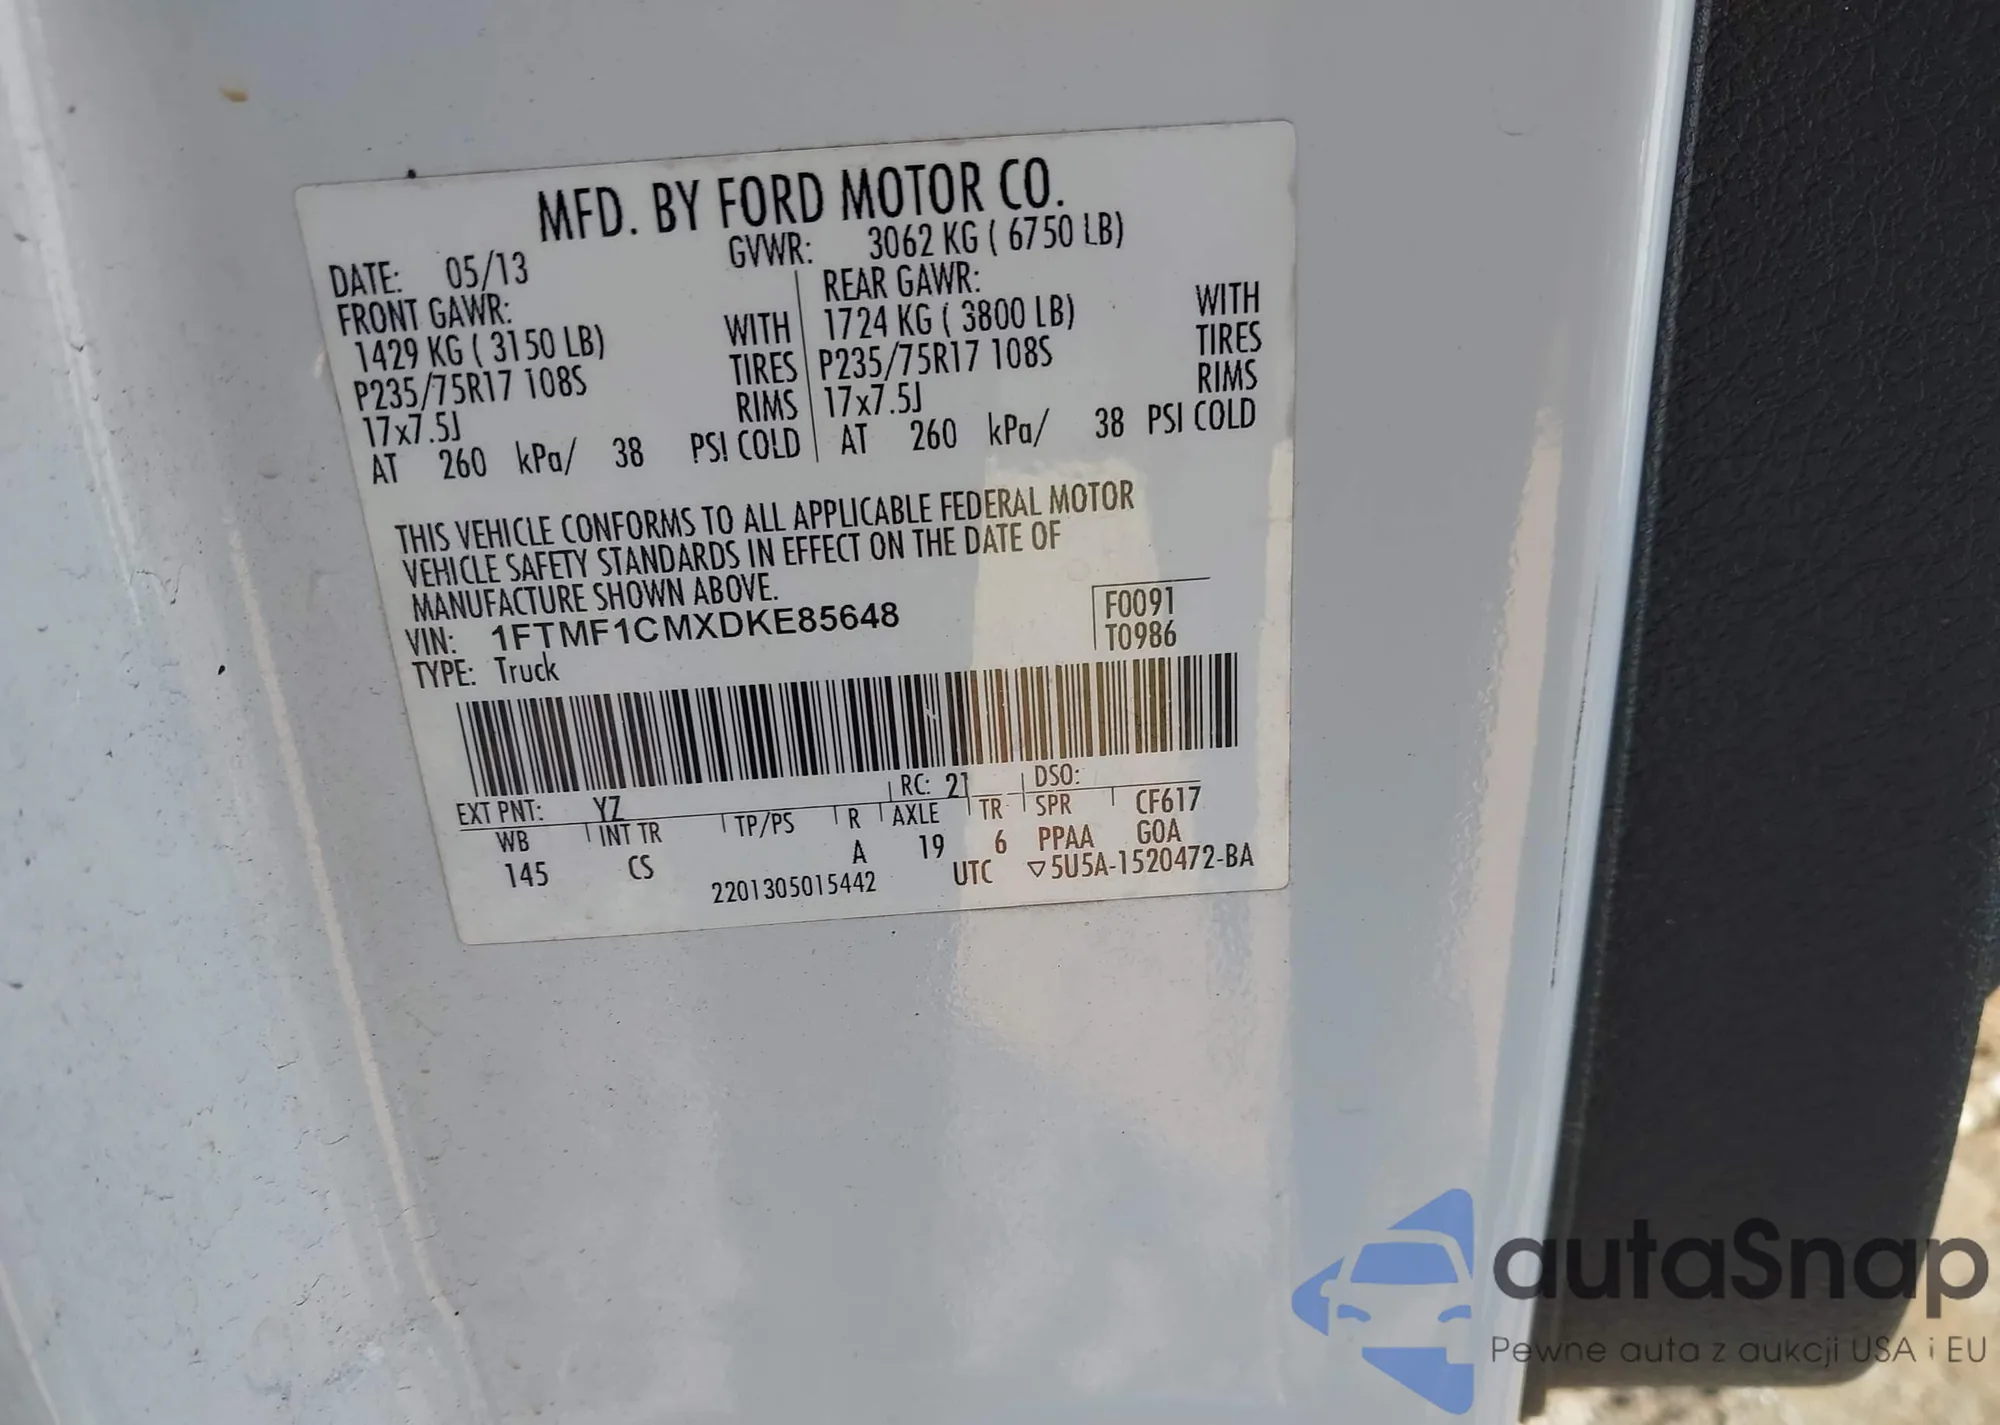 MFD. BY FORD MOTOR CO.
DATE: 05/13 GVWR: 3062 KG ( 6750 LB)
FRONT GAWR: REAR GAWR:
1429 KG ( 3150 LB) WITH 1724 KG ( 3800 LB) WITH
P235/75R17 108S TIRES P235/75R17 108S TIRES
17x7.5J RIMS 17x7.5J RIMS
AT 260 kPa/ 38 PSI COLD AT 260 kPa/ 38 PSI COLD
THIS VEHICLE CONFORMS TO ALL APPLICABLE FEDERAL MOTOR
VEHICLE SAFETY STANDARDS IN EFFECT ON THE DATE OF
MANUFACTURE SHOWN ABOVE.
VIN: 1FTMF1CMXDKE85648 F0091
TYPE: Truck T0986
EXT PNT: YZ RC: 21 DSO:
WB INT TR TP/PS R AXLE TR SPR CF617
145 CS A 19 6 PPAA GOA
2201305015442 UTC ▽5U5A-1520472-BA
autaSnap
Pewne auta z aukcji USA i EU